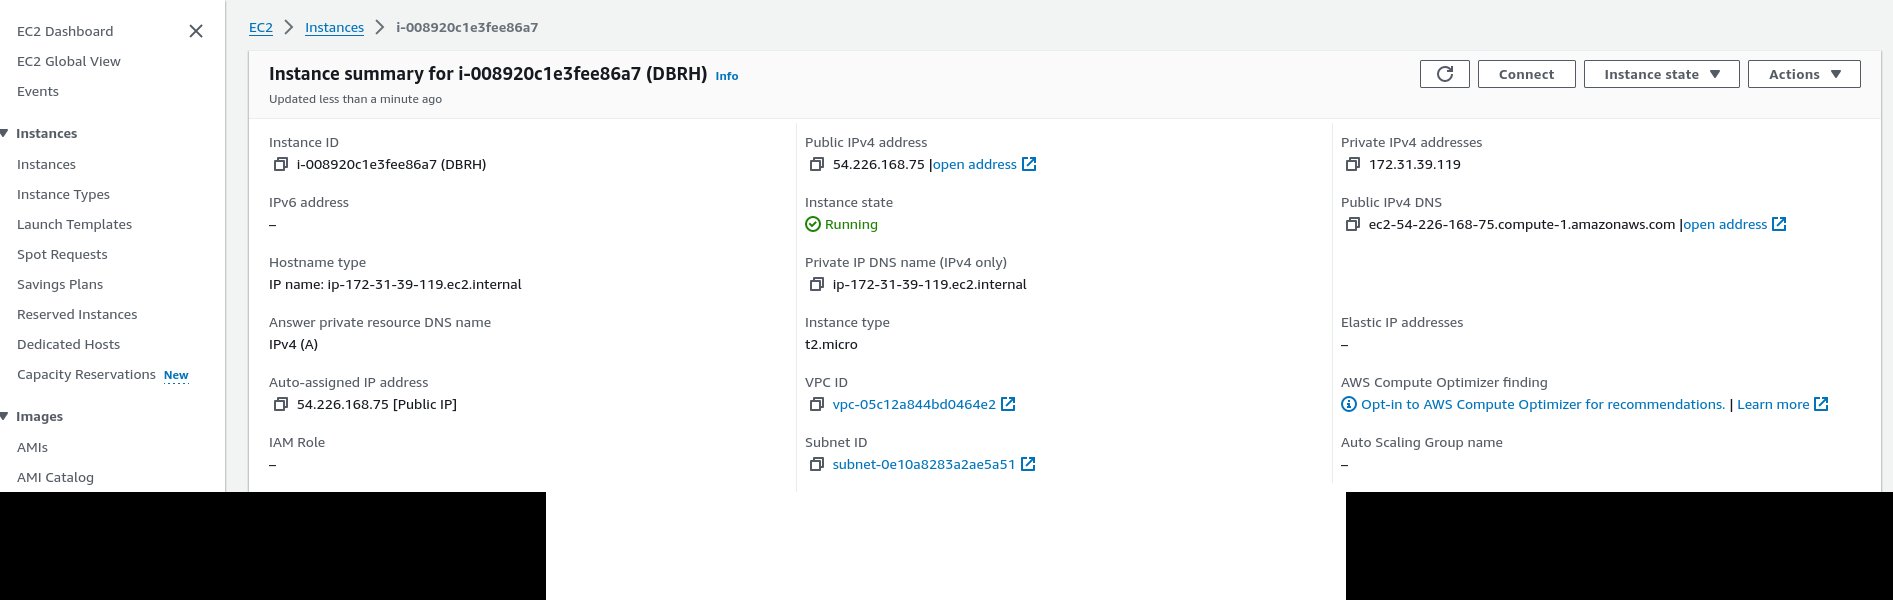 EC2 Dashboard
EC2 Global View
Events
Instances
Instances
Instance Types
Launch Templates
Spot Requests
Savings Plans
Reserved Instances
Dedicated Hosts
Capacity Reservations New
Images
AMIs
AMI Catalog
EC2 > Instances > i-008920c1e3fee86a7
Instance summary for i-008920c1e3fee86a7 (DBRH) Info
Updated less than a minute ago
Connect
Instance state
Actions
Instance ID
i-008920c1e3fee86a7 (DBRH)
Public IPv4 address
54.226.168.75 |open address
Private IPv4 addresses
172.31.39.119
IPv6 address
–
Instance state
Running
Public IPv4 DNS
ec2-54-226-168-75.compute-1.amazonaws.com |open address
Hostname type
IP name: ip-172-31-39-119.ec2.internal
Private IP DNS name (IPv4 only)
ip-172-31-39-119.ec2.internal
Answer private resource DNS name
IPv4 (A)
Instance type
t2.micro
Elastic IP addresses
–
Auto-assigned IP address
54.226.168.75 [Public IP]
VPC ID
vpc-05c12a844bd0464e2
AWS Compute Optimizer finding
Opt-in to AWS Compute Optimizer for recommendations. | Learn more
IAM Role
–
Subnet ID
subnet-0e10a8283a2ae5a51
Auto Scaling Group name
–